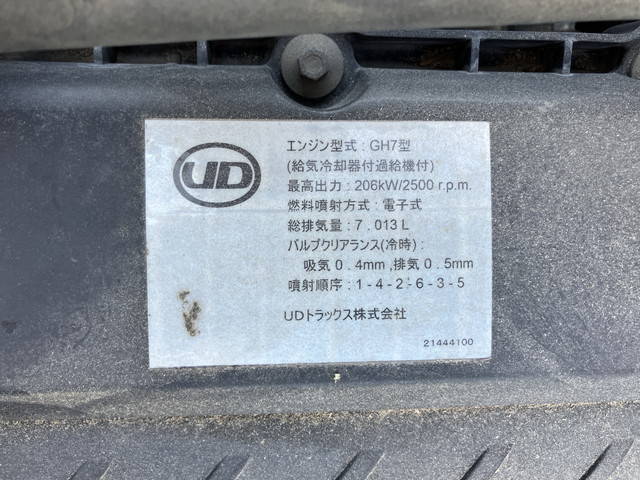 UD
エンジン型式：GH7型
(給気冷却器付過給機付)
最高出力：206kW/2500 r.p.m.
燃料噴射方式：電子式
総排気量：7.013 L
バルブクリアランス(冷時)：
吸気 0.4mm ,排気 0.5mm
噴射順序：1-4-2-6-3-5
UDトラックス株式会社
21444100